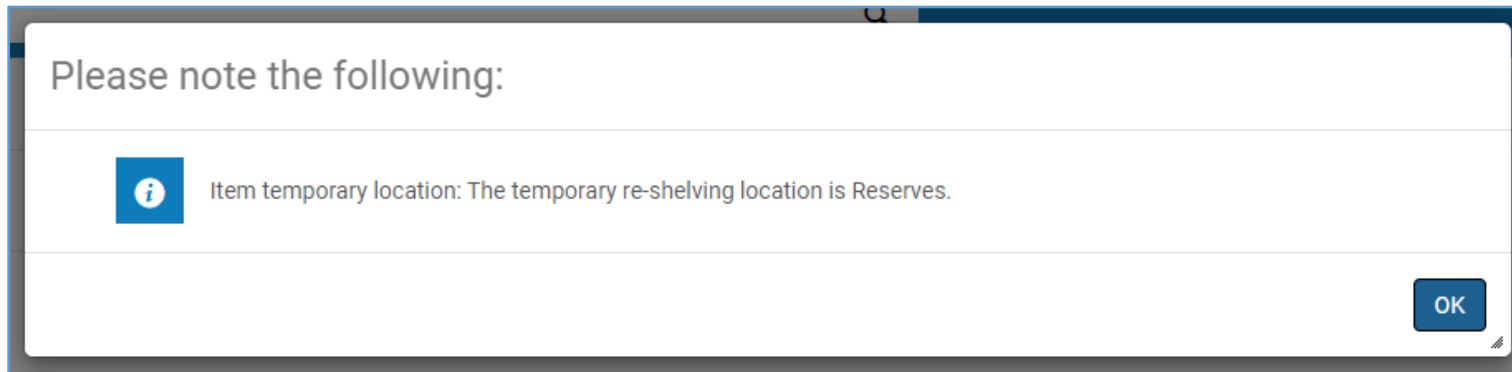 Please note the following:
Item temporary location: The temporary re-shelving location is Reserves.
OK